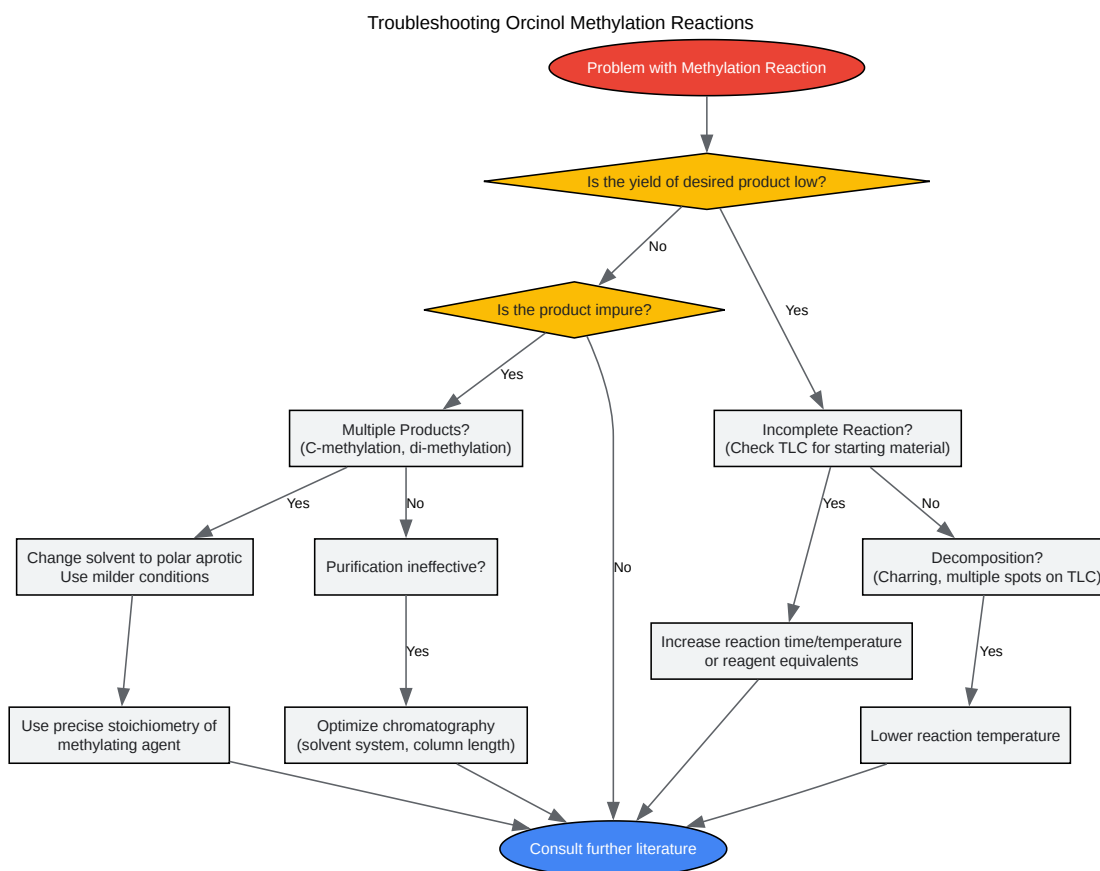 Troubleshooting Orcinol Methylation Reactions
Problem with Methylation Reaction
Is the yield of desired product low?
No
Yes
Is the product impure?
Yes
No
Multiple Products?
(C-methylation, di-methylation)
Incomplete Reaction?
(Check TLC for starting material)
Yes
No
Yes
No
Change solvent to polar aprotic
Use milder conditions
Purification ineffective?
Decomposition?
(Charring, multiple spots on TLC)
Yes
Yes
Increase reaction time/temperature
or reagent equivalents
Use precise stoichiometry of
methylating agent
Optimize chromatography
(solvent system, column length)
Lower reaction temperature
Consult further literature